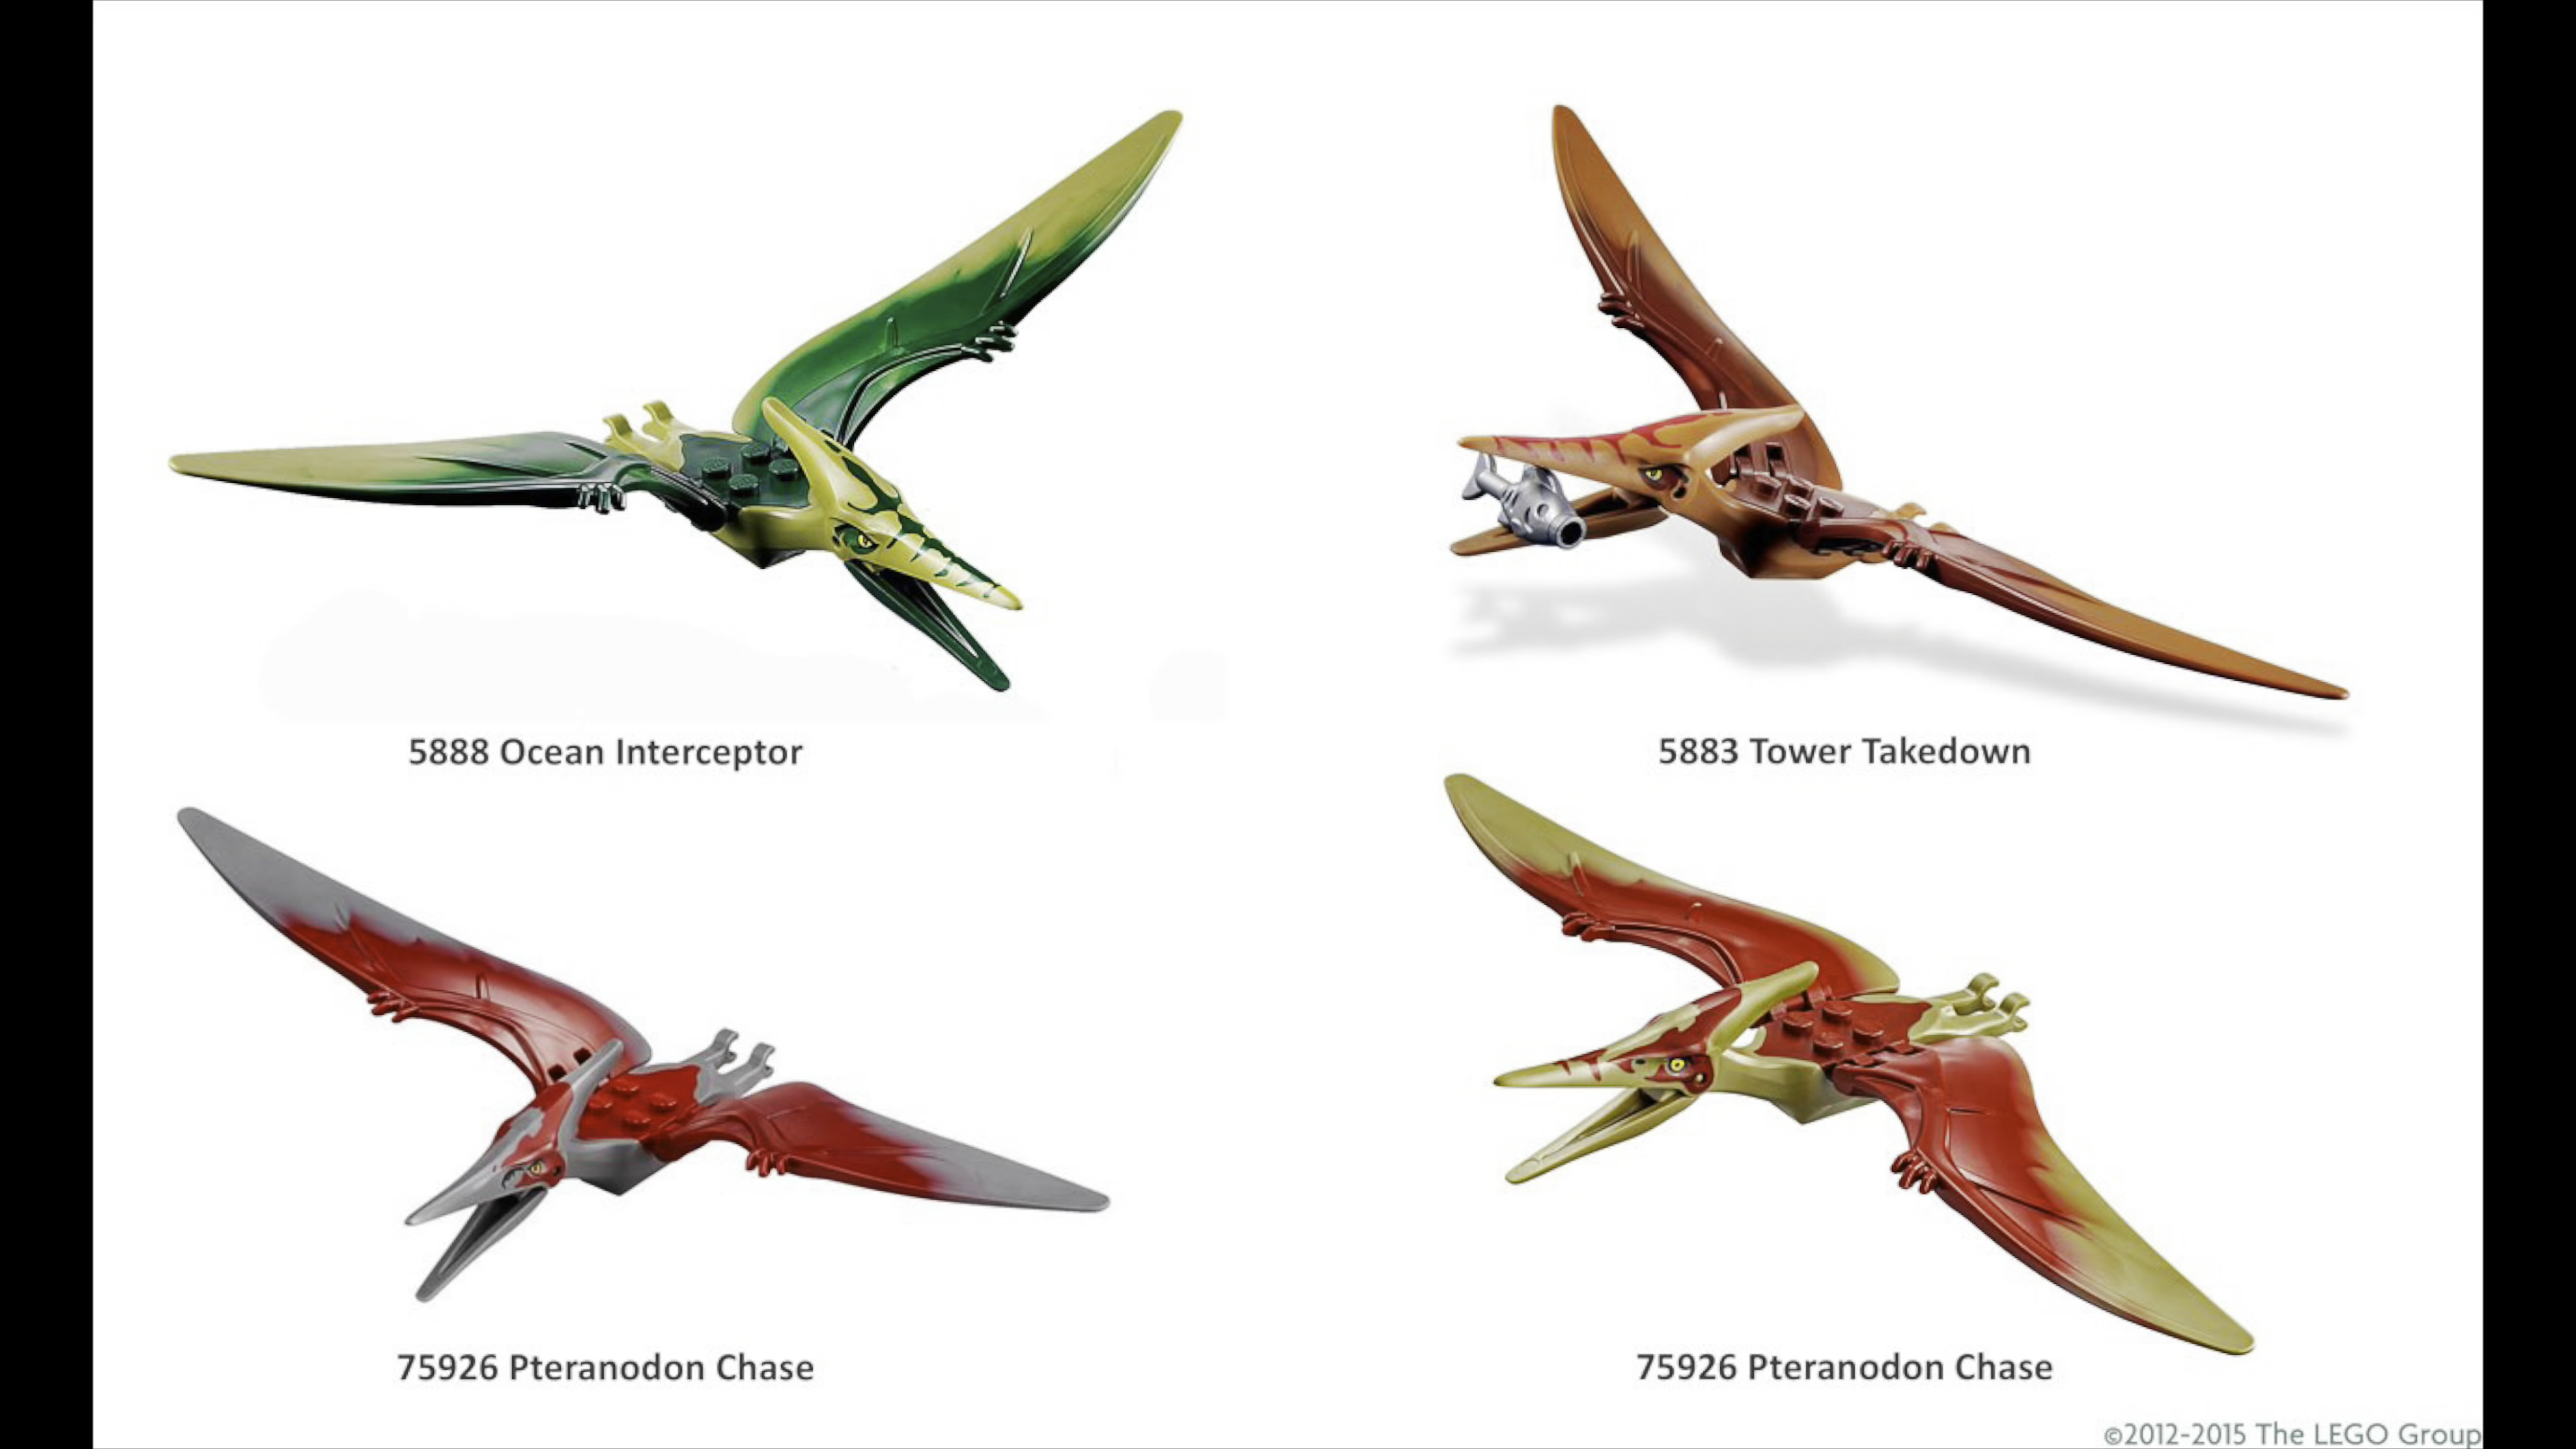 5888 Ocean Interceptor
5883 Tower Takedown
75926 Pteranodon Chase
75926 Pteranodon Chase
©2012-2015 The LEGO Group